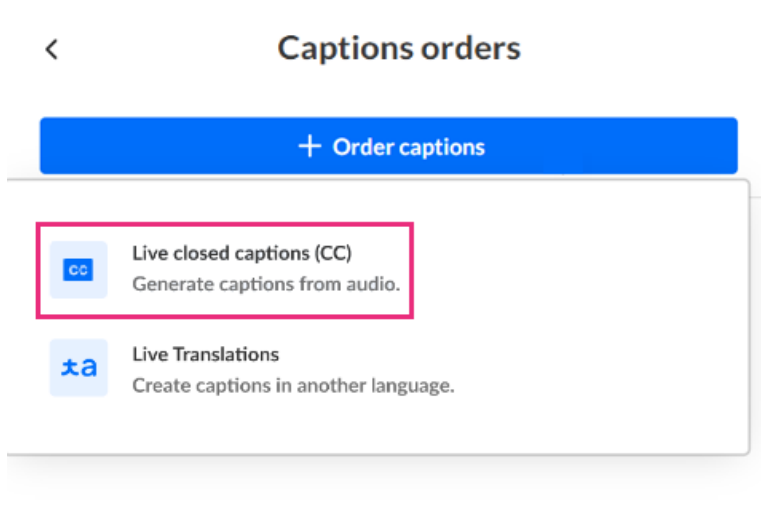 Captions orders
+ Order captions
CC
Live closed captions (CC)
Generate captions from audio.
Live Translations
Create captions in another language.